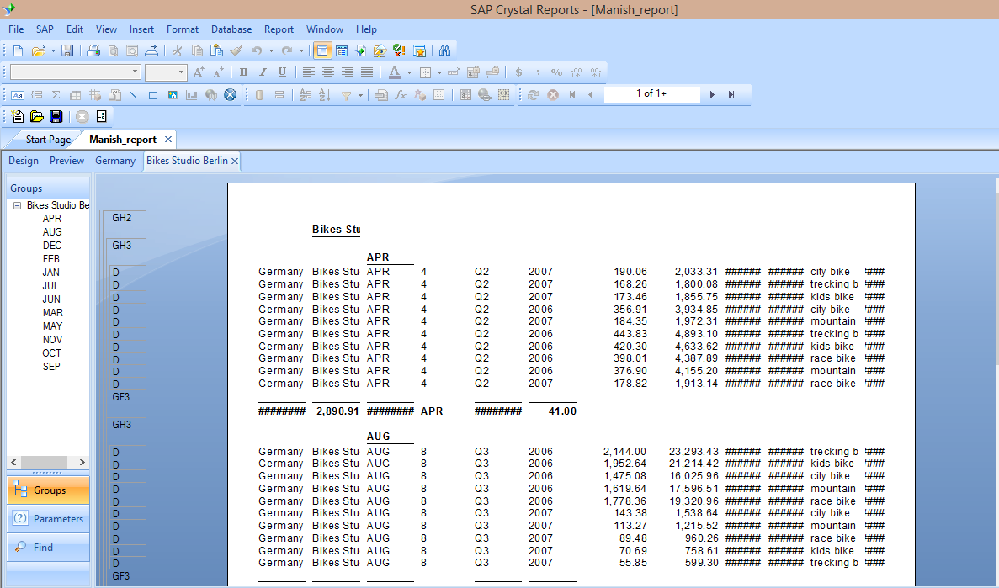 SAP Crystal Reports - [Manish_report]
File SAP Edit View Insert Format Database Report Window Help
B I U $ , %
Aa Σ fx 1 of 1+
Start Page Manish_report ×
Design Preview Germany Bikes Studio Berlin ×
Groups
Bikes Studio Be
APR
AUG
DEC
FEB
JAN
JUL
JUN
MAR
MAY
NOV
OCT
SEP
Groups
Parameters
Find
GH2 Bikes Stu
GH3 APR
D Germany Bikes Stu APR 4 Q2 2007 190.06 2,033.31 ###### ###### city bike ####
D Germany Bikes Stu APR 4 Q2 2007 168.26 1,800.08 ###### ###### trecking b ####
D Germany Bikes Stu APR 4 Q2 2007 173.46 1,855.75 ###### ###### kids bike ####
D Germany Bikes Stu APR 4 Q2 2006 356.91 3,934.85 ###### ###### city bike ####
D Germany Bikes Stu APR 4 Q2 2007 184.35 1,972.31 ###### ###### mountain ####
D Germany Bikes Stu APR 4 Q2 2006 443.83 4,893.10 ###### ###### trecking b ####
D Germany Bikes Stu APR 4 Q2 2006 420.30 4,633.62 ###### ###### kids bike ####
D Germany Bikes Stu APR 4 Q2 2006 398.01 4,387.89 ###### ###### race bike ####
D Germany Bikes Stu APR 4 Q2 2006 376.90 4,155.20 ###### ###### mountain ####
D Germany Bikes Stu APR 4 Q2 2007 178.82 1,913.14 ###### ###### race bike ####
GF3
######## 2,890.91 ######## APR ######## 41.00
GH3
AUG
D Germany Bikes Stu AUG 8 Q3 2006 2,144.00 23,293.43 ###### ###### trecking b ####
D Germany Bikes Stu AUG 8 Q3 2006 1,952.64 21,214.42 ###### ###### kids bike ####
D Germany Bikes Stu AUG 8 Q3 2006 1,475.08 16,025.96 ###### ###### city bike ####
D Germany Bikes Stu AUG 8 Q3 2006 1,619.64 17,596.51 ###### ###### mountain ####
D Germany Bikes Stu AUG 8 Q3 2006 1,778.36 19,320.96 ###### ###### race bike ####
D Germany Bikes Stu AUG 8 Q3 2007 143.38 1,538.64 ###### ###### city bike ####
D Germany Bikes Stu AUG 8 Q3 2007 113.27 1,215.52 ###### ###### mountain ####
D Germany Bikes Stu AUG 8 Q3 2007 89.48 960.26 ###### ###### race bike ####
D Germany Bikes Stu AUG 8 Q3 2007 70.69 758.61 ###### ###### kids bike ####
D Germany Bikes Stu AUG 8 Q3 2007 55.85 599.30 ###### ###### trecking b ####
GF3